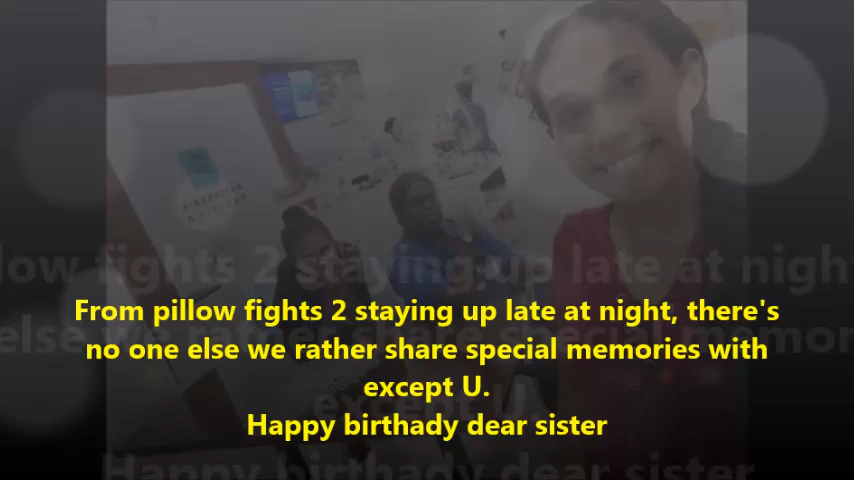 From pillow fights 2 staying up late at night, there's
no one else we rather share special memories with
except U.
Happy birthady dear sister